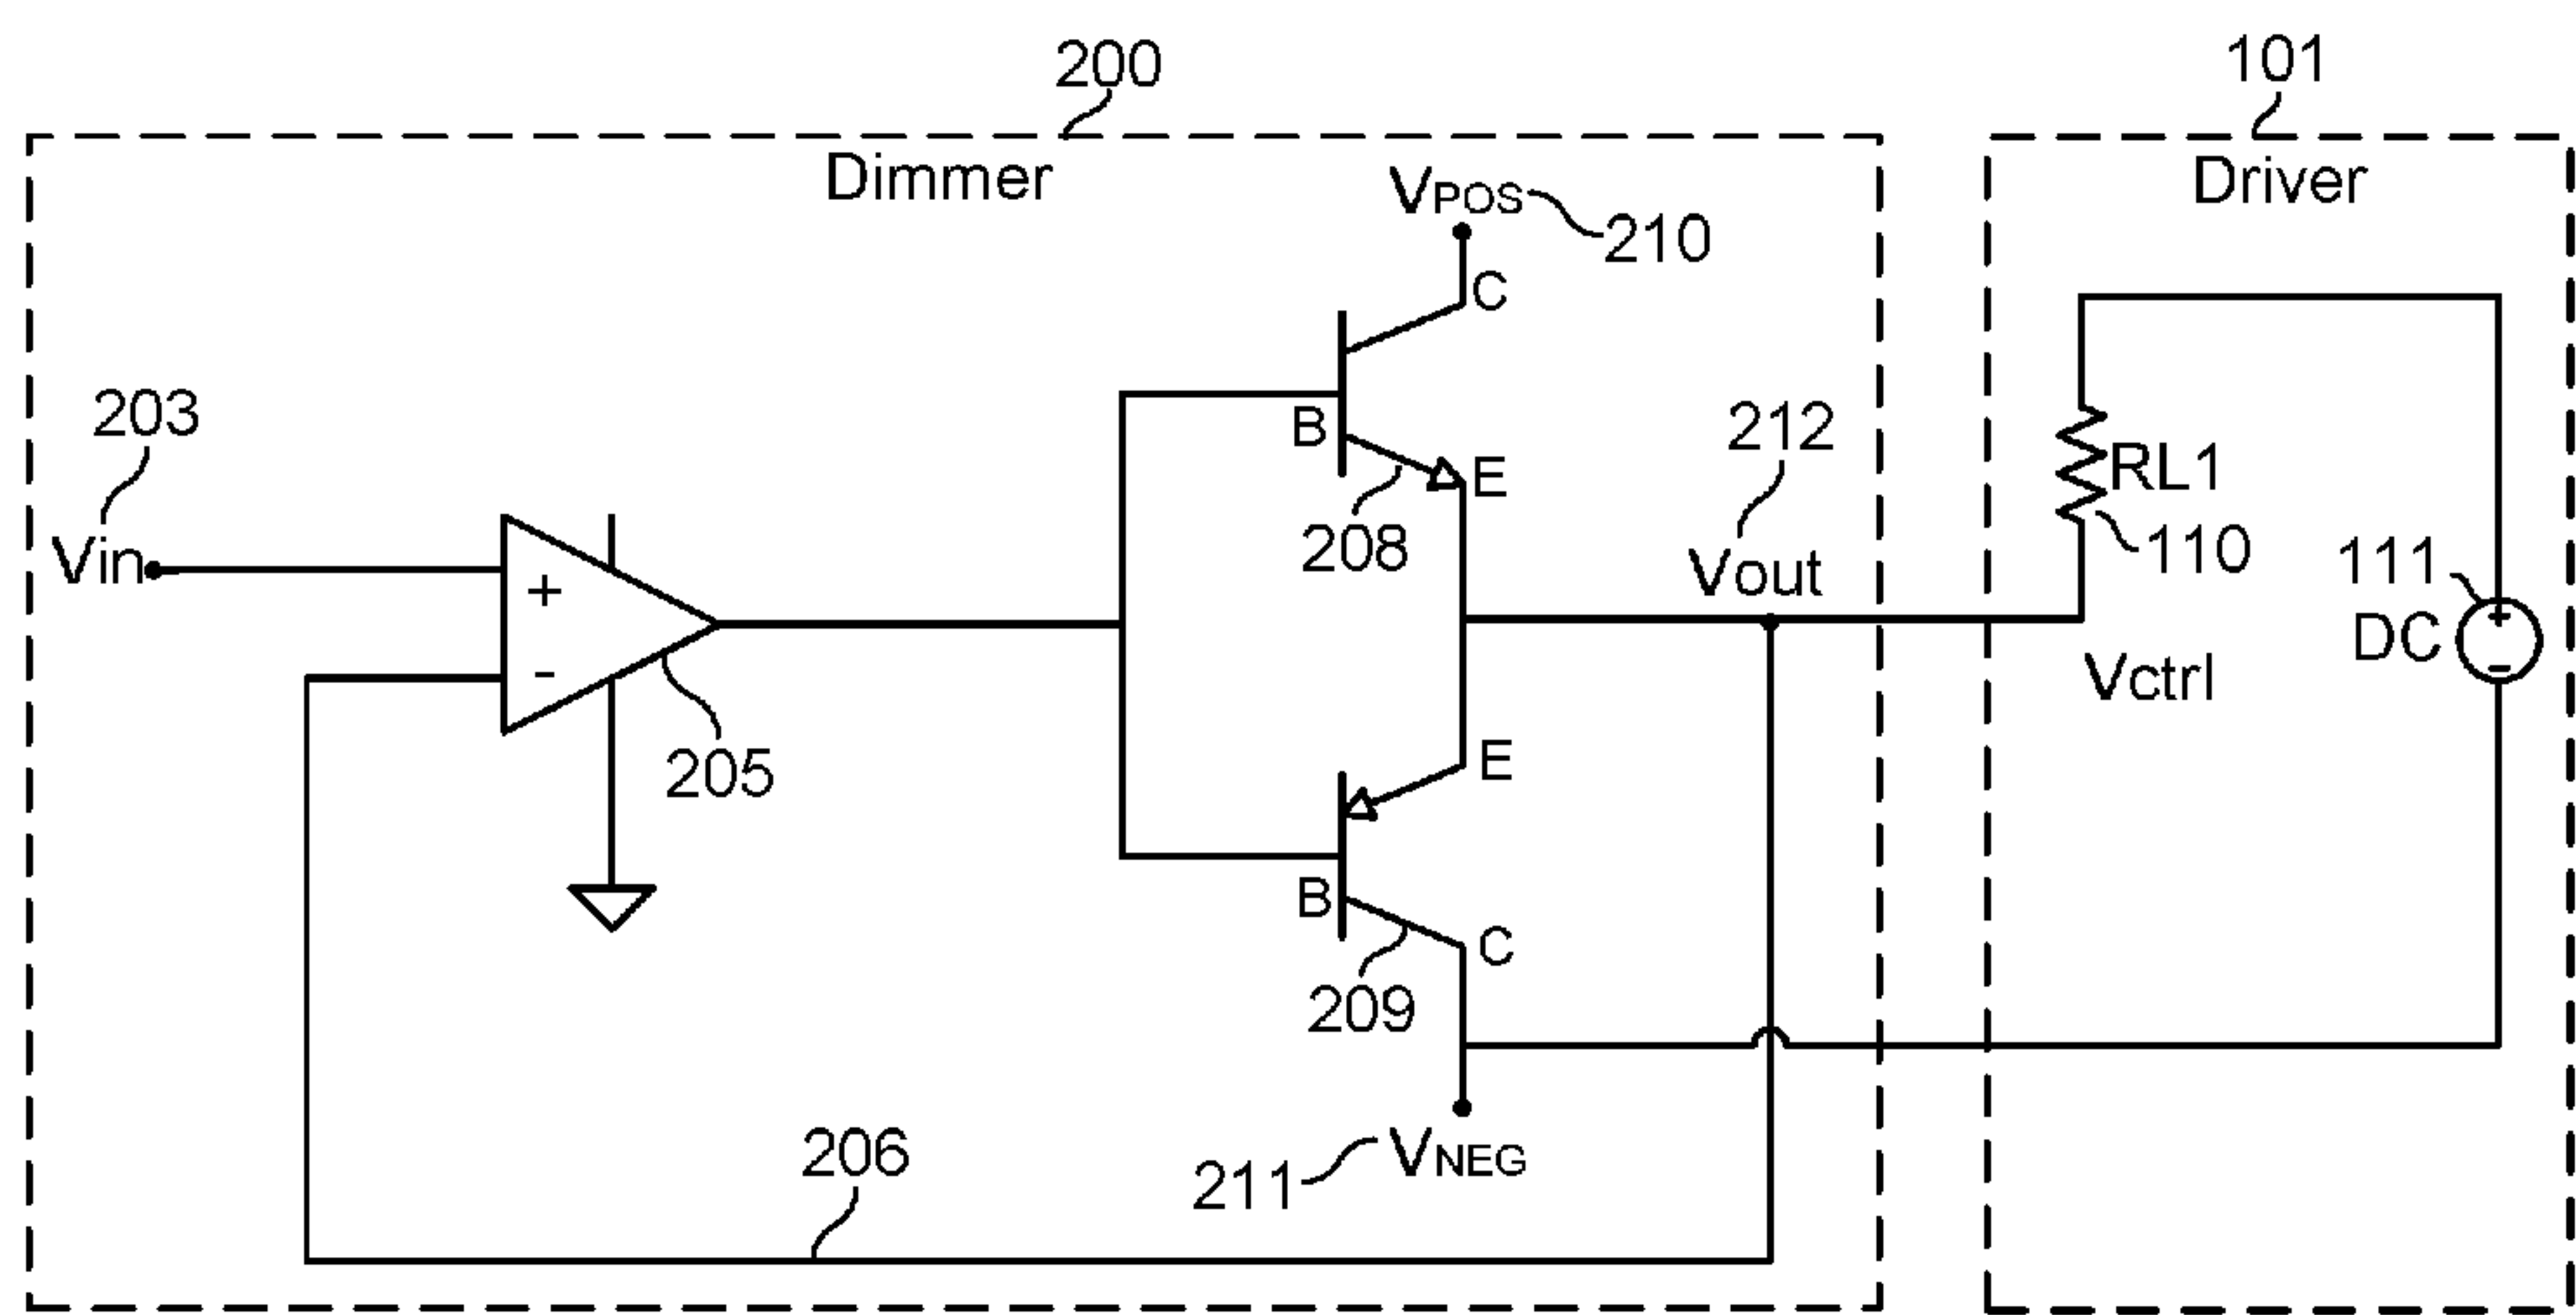 200
101
Dimmer
Driver
VPOS
210
C
203
B
E
212
RL1
208
110
Vin
+
Vout
111
+
DC
-
-
Vctrl
205
E
B
C
209
206
211
VNEG